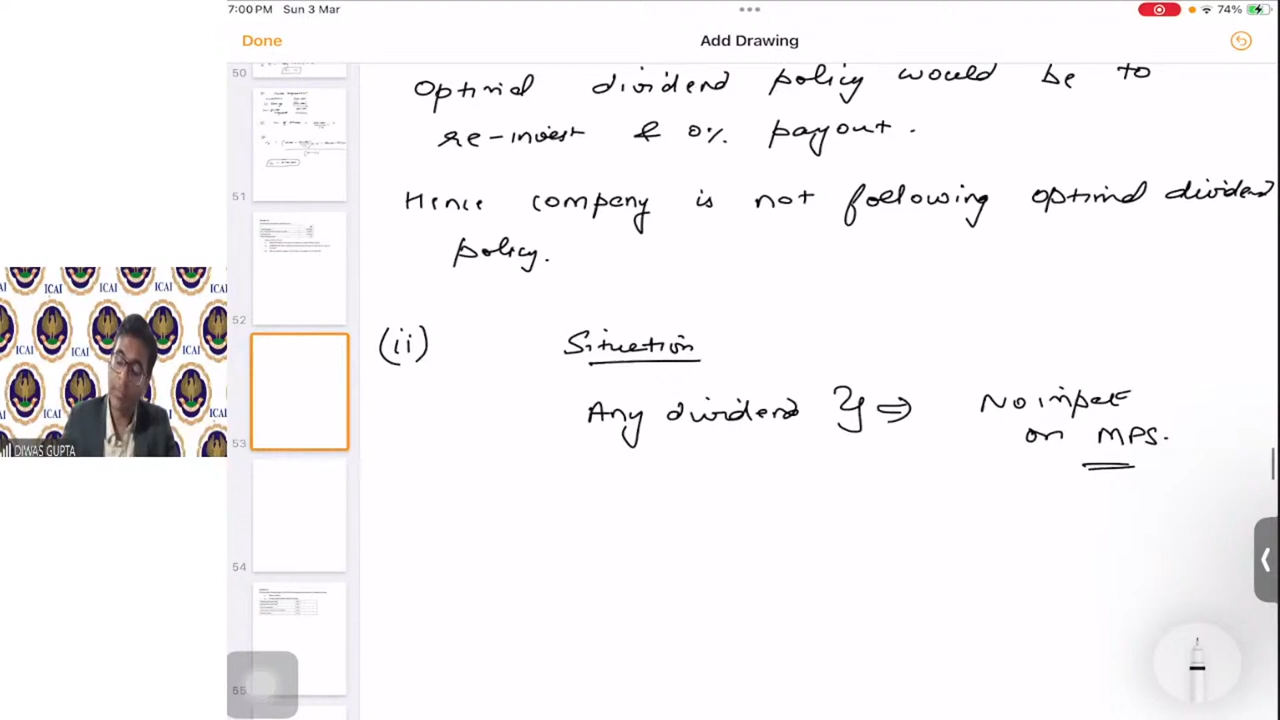 7:00 PM Sun 3 Mar
74%
Done
Add Drawing
50
51
52
53
54
55
Optimal dividend policy would be to
re-invest & 0% payout.
Hence company is not following optimal dividend
policy.
(ii) Situation
Any dividend } ⇒ No impact
on MPS.
ICAI
ICAI
DIWAS GUPTA